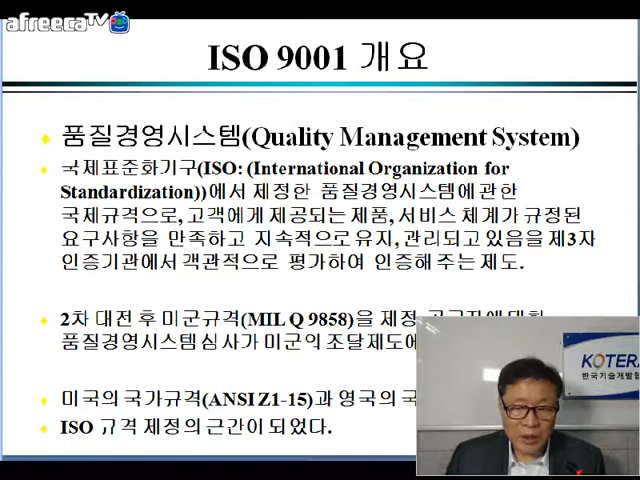 afreecaTV
ISO 9001 개요
품질경영시스템(Quality Management System)
국제표준화기구(ISO: (International Organization for
Standardization))에서 제정한 품질경영시스템에 관한
국제규격으로, 고객에게 제공되는 제품, 서비스 체계가 규정된
요구사항을 만족하고 지속적으로 유지, 관리되고 있음을 제3자
인증기관에서 객관적으로 평가하여 인증해 주는 제도.
2차 대전 후 미군규격(MIL Q 9858)을 제정
품질경영시스템 심사가 미군의 조달제도에
미국의 국가규격(ANSI Z1-15)과 영국의 국
ISO 규격 제정의 근간이 되었다.
KOTERA
한국기술개발협